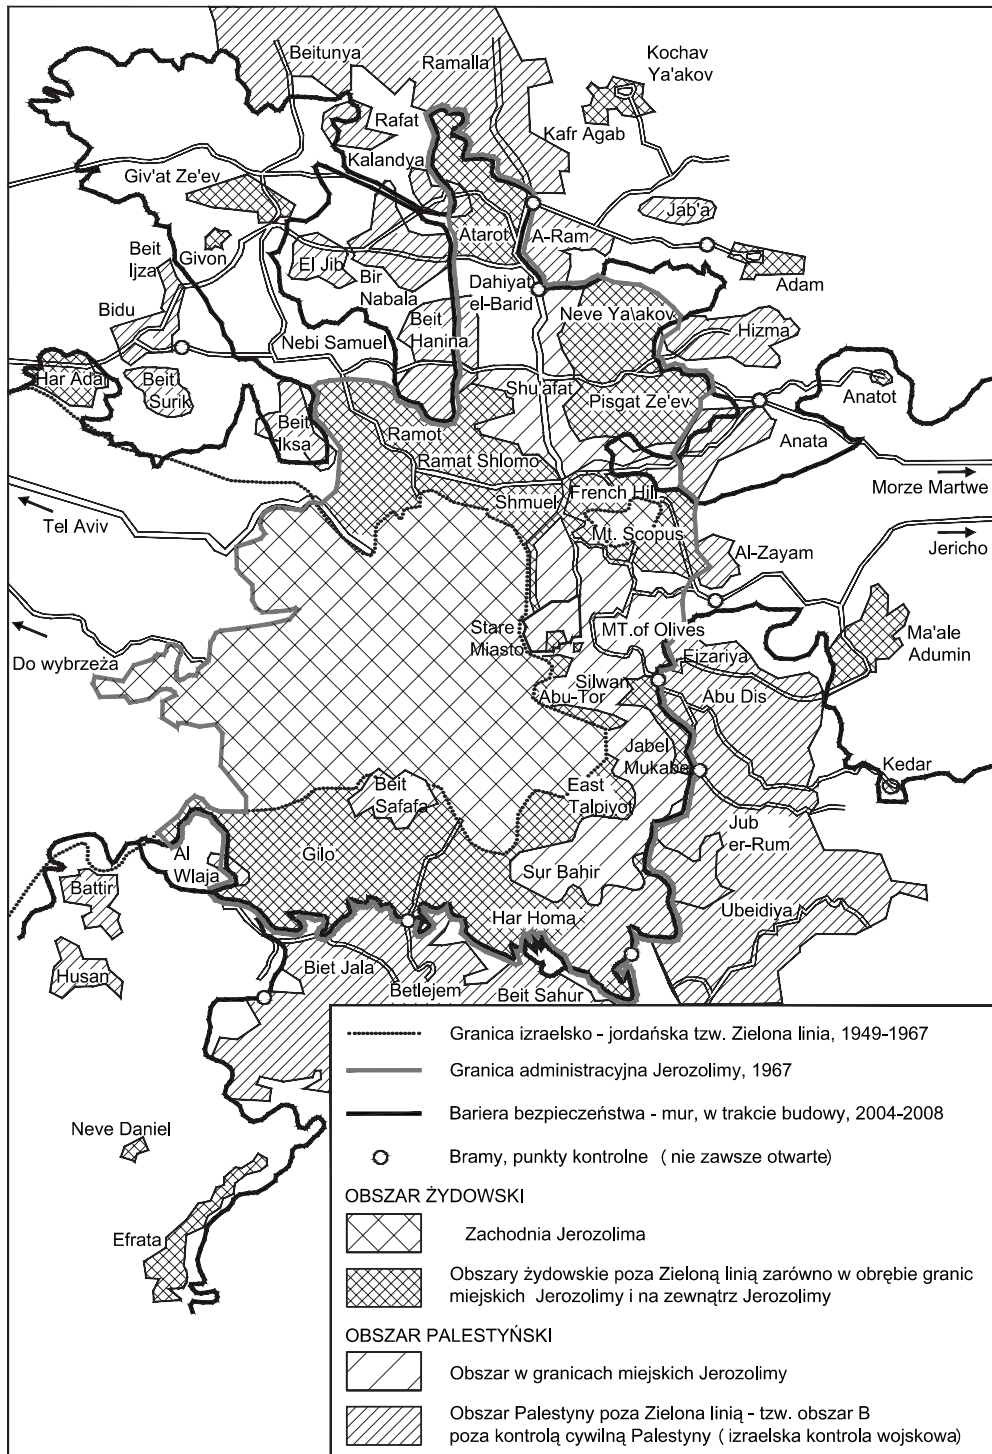 Beitunya
Ramalla
Kochav
Ya'akov
Rafat
Kafr Agab
Kalandya
Giv'at Ze'ev
Jab'a
Atarot
A-Ram
Beit
Ijza
Givon
El Jib
Bir
Nabala
Dahiyat
el-Barid
Adam
Bidu
Neve Ya\akov
Hizma
Nebi Samuel
Beit
Hanina
Har Adar
Beit
Surik
Shu'afat
Pisgat Ze'ev
Anatot
Beit
Iksa
Ramot
Anata
Ramat Shlomo
Morze Martwe
Shmuel
French Hill
Tel Aviv
Mt. Scopus
Al-Zayam
Jericho
Stare
Miasto
MT.of Olives
Ma'ale
Adumin
Do wybrzeża
Eizariya
Silwan
Abu-Tor
Abu Dis
Jabel
Mukaber
Kedar
Beit
Safafa
East
Talpiyot
Jub
er-Rum
Al
Wlaja
Gilo
Sur Bahir
Battir
Har Homa
Ubeidiya
Husan
Biet Jala
Betlejem
Beit Sahur
Neve Daniel
Efrata
Granica izraelsko - jordańska tzw. Zielona linia, 1949-1967
Granica administracyjna Jerozolimy, 1967
Bariera bezpieczeństwa - mur, w trakcie budowy, 2004-2008
Bramy, punkty kontrolne ( nie zawsze otwarte)
OBSZAR ŻYDOWSKI
Zachodnia Jerozolima
Obszary żydowskie poza Zieloną linią zarówno w obrębie granic
miejskich Jerozolimy i na zewnątrz Jerozolimy
OBSZAR PALESTYŃSKI
Obszar w granicach miejskich Jerozolimy
Obszar Palestyny poza Zielona linią - tzw. obszar B
poza kontrolą cywilną Palestyny ( izraelska kontrola wojskowa)